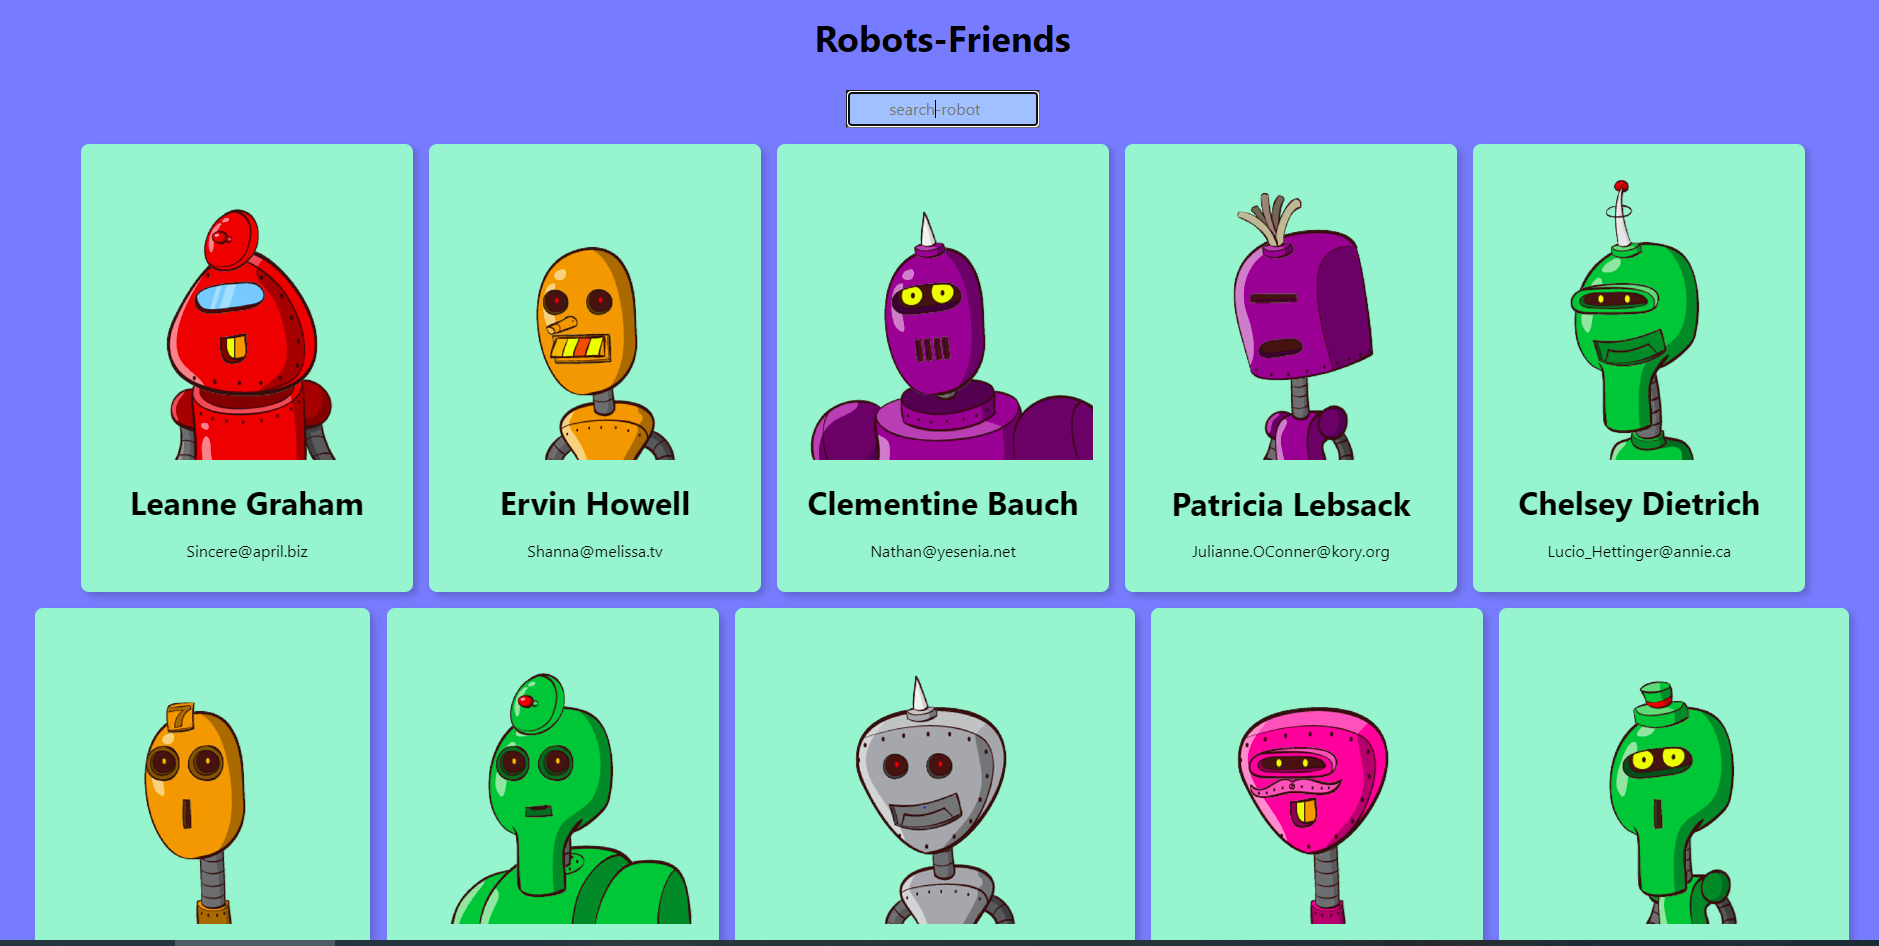 Robots-Friends
search-robot
Leanne Graham
Sincere@april.biz
Ervin Howell
Shanna@melissa.tv
Clementine Bauch
Nathan@yesenia.net
Patricia Lebsack
Julianne.OConner@kory.org
Chelsey Dietrich
Lucio_Hettinger@annie.ca
7